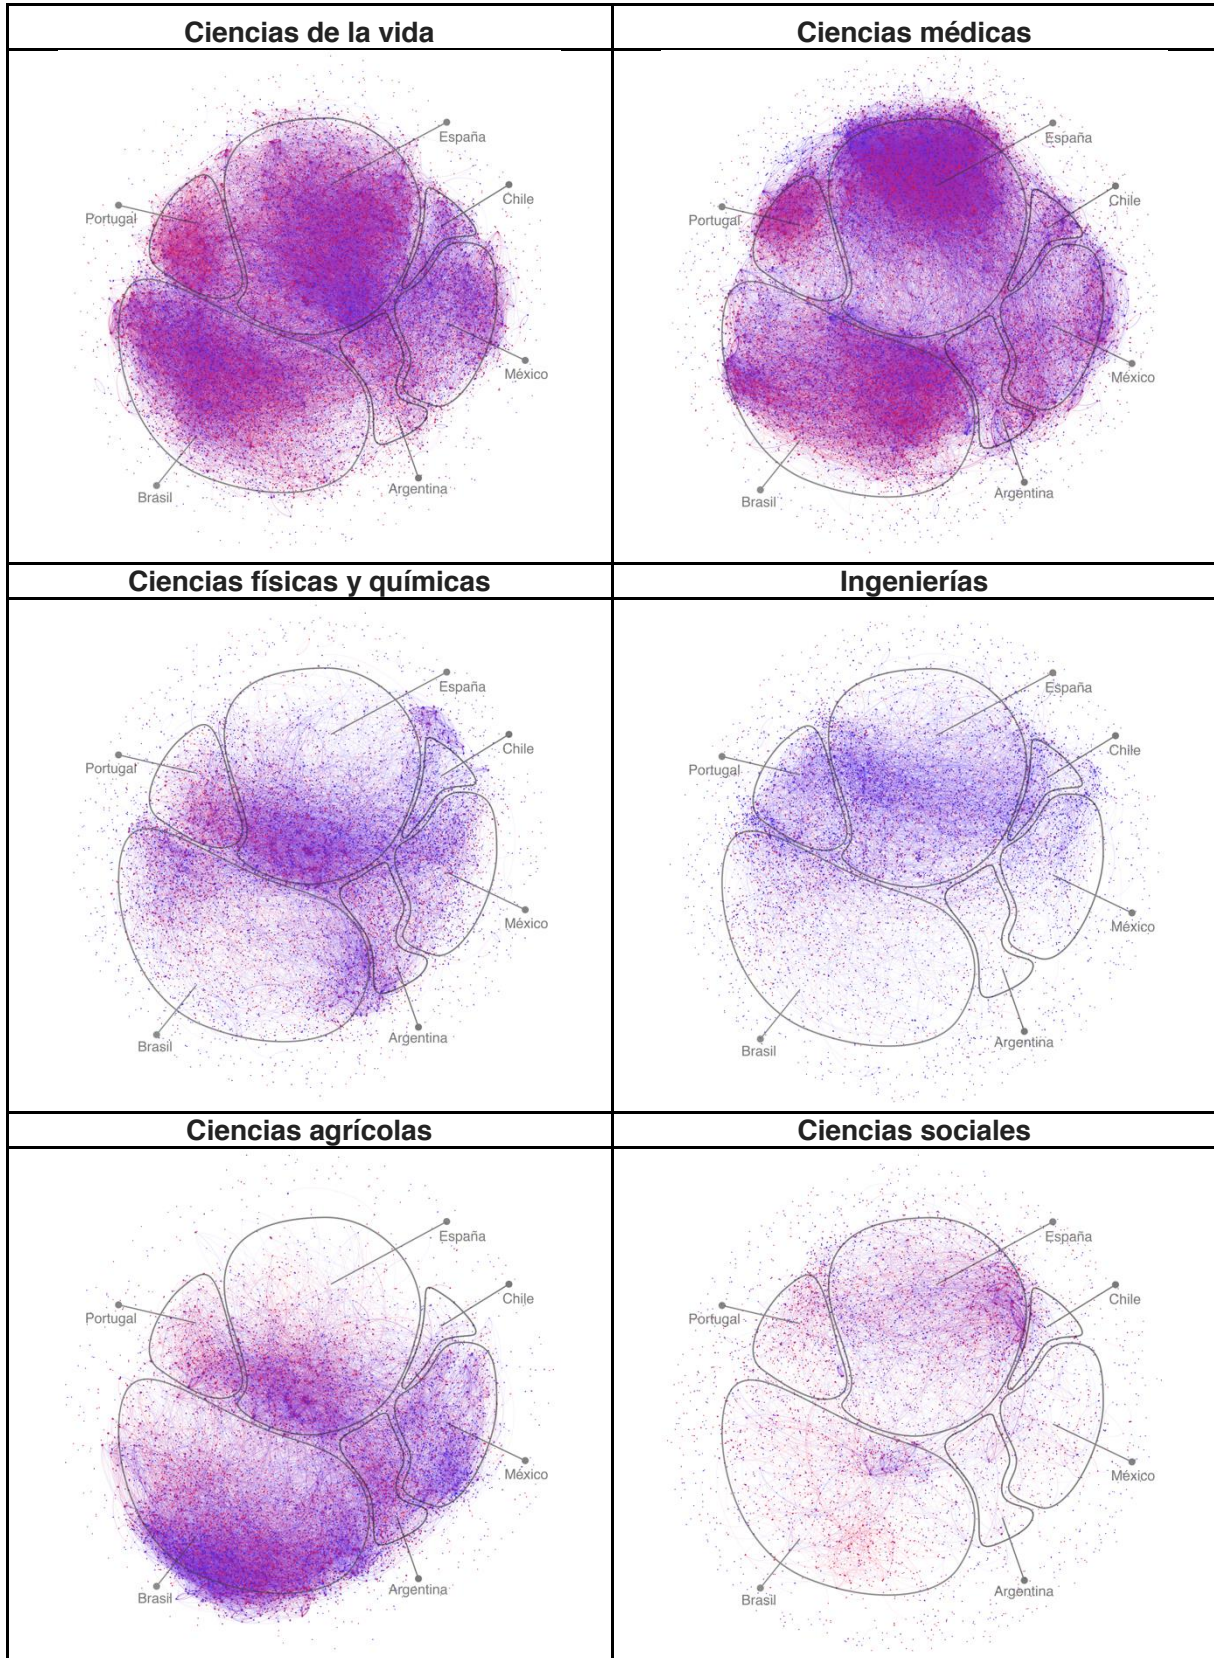 Ciencias de la vida
Ciencias médicas
España
Chile
Portugal
México
Brasil
Argentina
España
Chile
Portugal
México
Brasil
Argentina
Ciencias físicas y químicas
Ingenierías
España
Chile
Portugal
México
Brasil
Argentina
España
Chile
Portugal
México
Brasil
Argentina
Ciencias agrícolas
Ciencias sociales
España
Chile
Portugal
México
Brasil
Argentina
España
Chile
Portugal
México
Brasil
Argentina